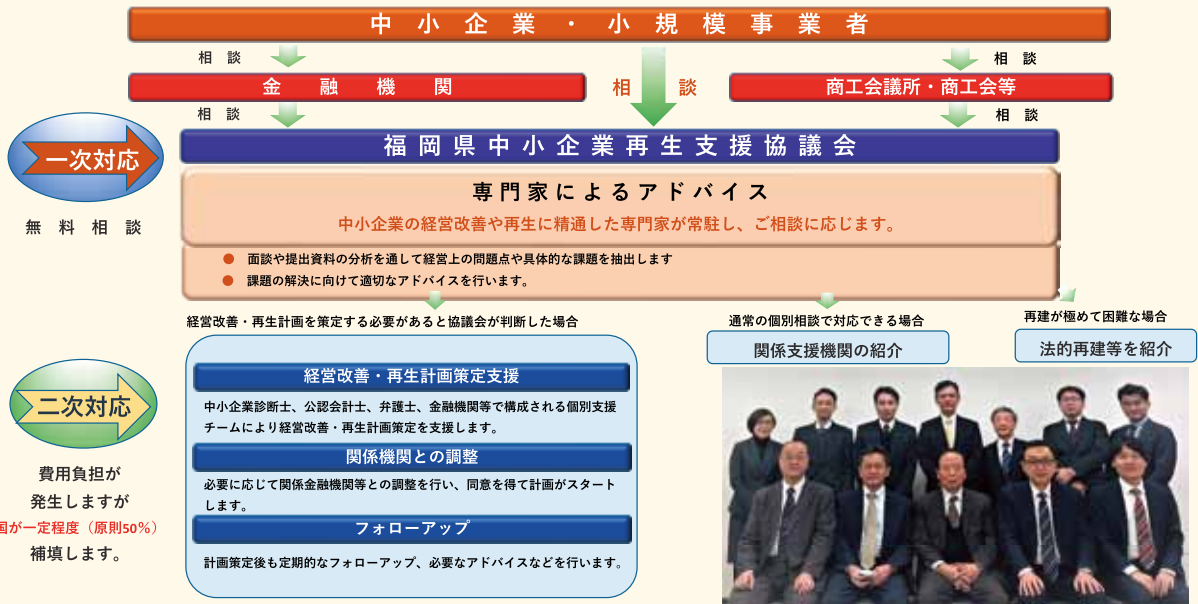 中小企業・小規模事業者
相談
相談
金融機関
相談
商工会議所・商工会等
相談
相談
福岡県中小企業再生支援協議会
一次対応
無料相談
専門家によるアドバイス
中小企業の経営改善や再生に精通した専門家が常駐し、ご相談に応じます。
● 面談や提出資料の分析を通して経営上の問題点や具体的な課題を抽出します
● 課題の解決に向けて適切なアドバイスを行います。
経営改善・再生計画を策定する必要があると協議会が判断した場合
通常の個別相談で対応できる場合
関係支援機関の紹介
再建が極めて困難な場合
法的再建等を紹介
二次対応
費用負担が
発生しますが
国が一定程度（原則50％）
補填します。
経営改善・再生計画策定支援
中小企業診断士、公認会計士、弁護士、金融機関等で構成される個別支援
チームにより経営改善・再生計画策定を支援します。
関係機関との調整
必要に応じて関係金融機関等との調整を行い、同意を得て計画がスタート
します。
フォローアップ
計画策定後も定期的なフォローアップ、必要なアドバイスなどを行います。